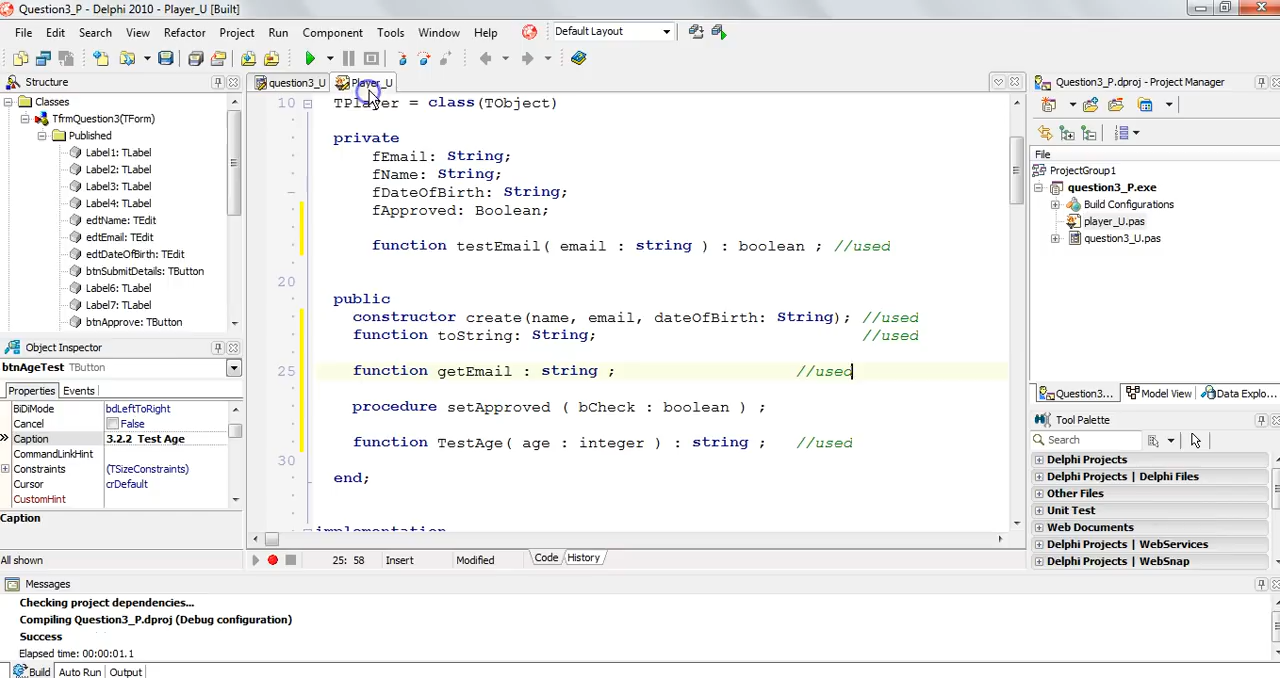 Question3_P - Delphi 2010 - Player_U [Built]
File Edit Search View Refactor Project Run Component Tools Window Help Default Layout
Structure
question3_U Player_U
Question3_P.dproj - Project Manager
Classes
TfrmQuestion3(TForm)
Published
Label1: TLabel
Label2: TLabel
Label3: TLabel
Label4: TLabel
edtName: TEdit
edtEmail: TEdit
edtDateOfBirth: TEdit
btnSubmitDetails: TButton
Label6: TLabel
Label7: TLabel
btnApprove: TButton
Object Inspector
btnAgeTest TButton
Properties Events
BiDiMode bdLeftToRight
Cancel False
Caption 3.2.2 Test Age
CommandLinkHint
Constraints (TSizeConstraints)
Cursor crDefault
CustomHint
Caption
All shown
10 TPlayer = class(TObject)
private
fEmail: String;
fName: String;
fDateOfBirth: String;
fApproved: Boolean;
function testEmail( email : string ) : boolean ; //used
20
public
constructor create(name, email, dateOfBirth: String); //used
function toString: String; //used
25 function getEmail : string ; //used
procedure setApproved ( bCheck : boolean ) ;
function TestAge( age : integer ) : string ; //used
30
end;
implementation
25: 58 Insert Modified Code History
File
ProjectGroup1
question3_P.exe
Build Configurations
player_U.pas
question3_U.pas
Question3... Model View Data Explo...
Tool Palette
Search
Delphi Projects
Delphi Projects | Delphi Files
Other Files
Unit Test
Web Documents
Delphi Projects | WebServices
Delphi Projects | WebSnap
Messages
Checking project dependencies...
Compiling Question3_P.dproj (Debug configuration)
Success
Elapsed time: 00:00:01.1
Build Auto Run Output